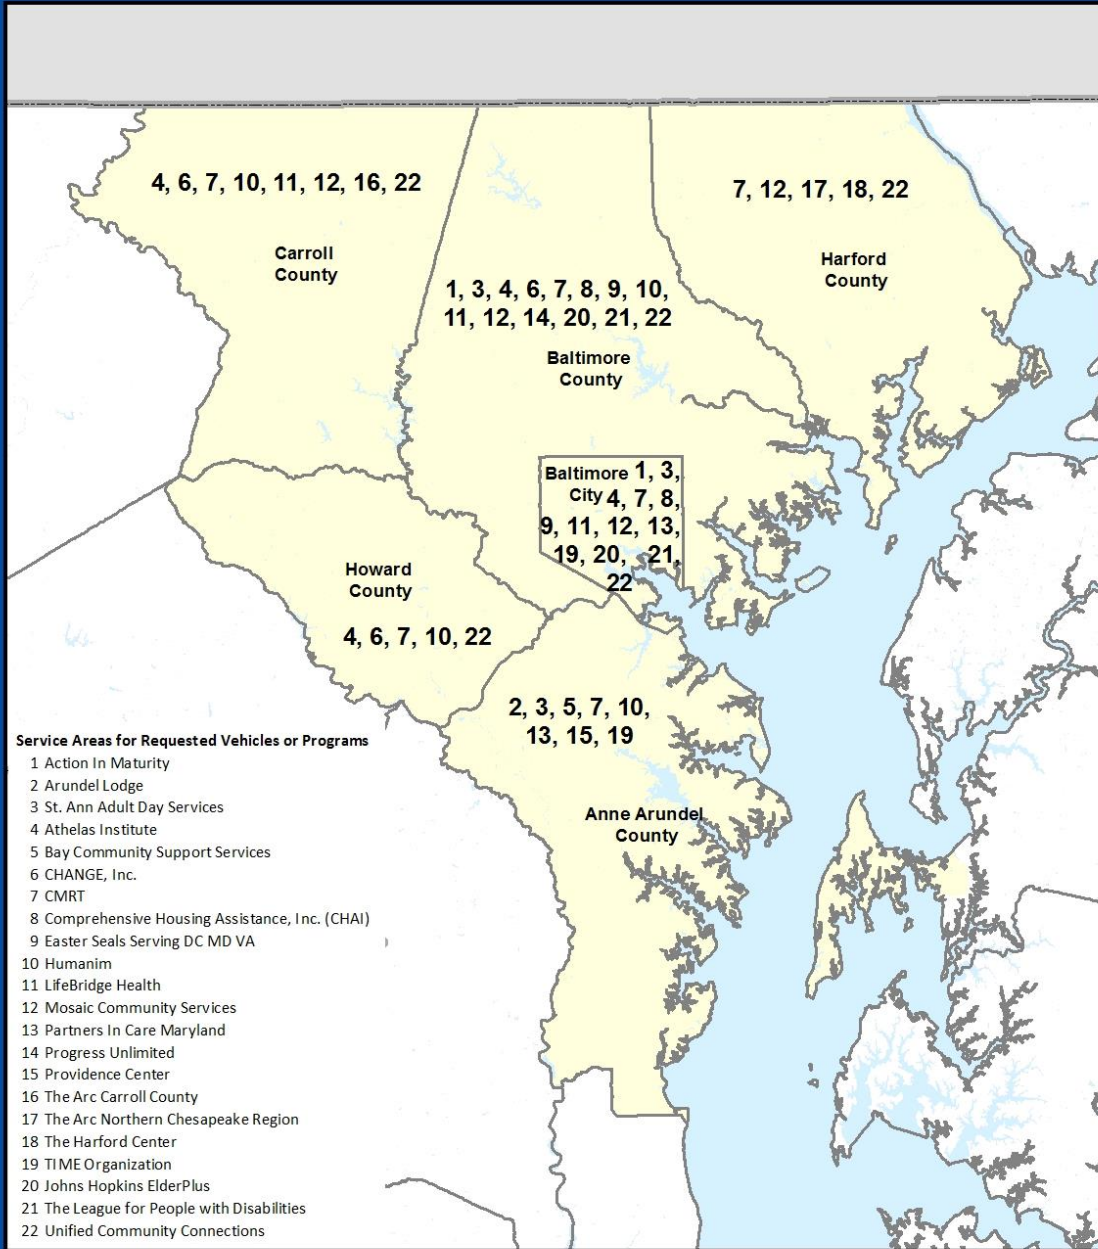 4, 6, 7, 10, 11, 12, 16, 22
Carroll
County
7, 12, 17, 18, 22
Harford
County
1, 3, 4, 6, 7, 8, 9, 10,
11, 12, 14, 20, 21, 22
Baltimore
County
Baltimore 1, 3,
City 4, 7, 8,
9, 11, 12, 13,
19, 20, 21,
22
Howard
County
4, 6, 7, 10, 22
2, 3, 5, 7, 10,
13, 15, 19
Anne Arundel
County
Service Areas for Requested Vehicles or Programs
1 Action In Maturity
2 Arundel Lodge
3 St. Ann Adult Day Services
4 Athelas Institute
5 Bay Community Support Services
6 CHANGE, Inc.
7 CMRT
8 Comprehensive Housing Assistance, Inc. (CHAI)
9 Easter Seals Serving DC MD VA
10 Humanim
11 LifeBridge Health
12 Mosaic Community Services
13 Partners In Care Maryland
14 Progress Unlimited
15 Providence Center
16 The Arc Carroll County
17 The Arc Northern Chesapeake Region
18 The Harford Center
19 TIME Organization
20 Johns Hopkins ElderPlus
21 The League for People with Disabilities
22 Unified Community Connections